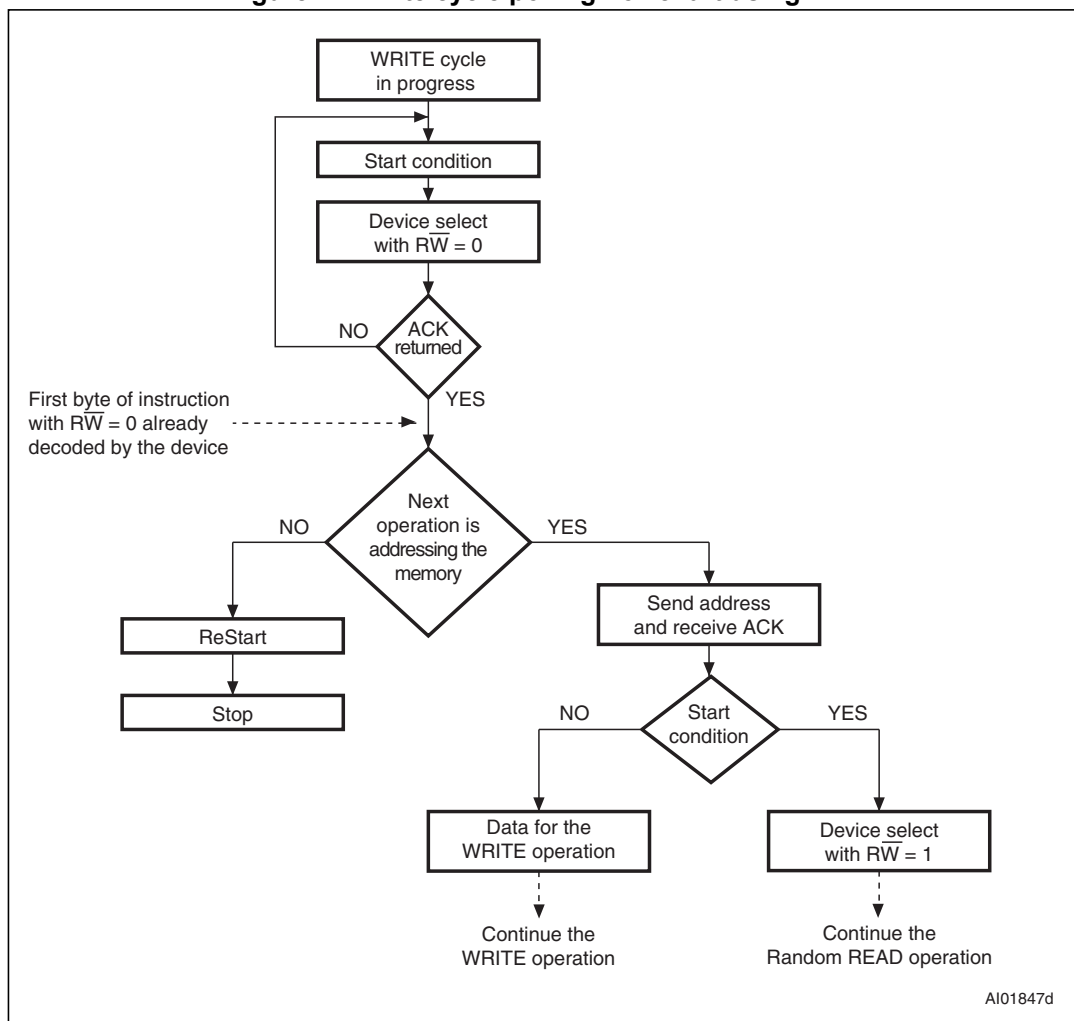 WRITE cycle
in progress
Start condition
Device select
with RW̅ = 0
NO
ACK
returned
YES
First byte of instruction
with RW̅ = 0 already
decoded by the device
Next
operation is
addressing the
memory
NO
YES
Send address
and receive ACK
ReStart
Stop
NO
Start
condition
YES
Data for the
WRITE operation
Device select
with RW̅ = 1
Continue the
WRITE operation
Continue the
Random READ operation
AI01847d